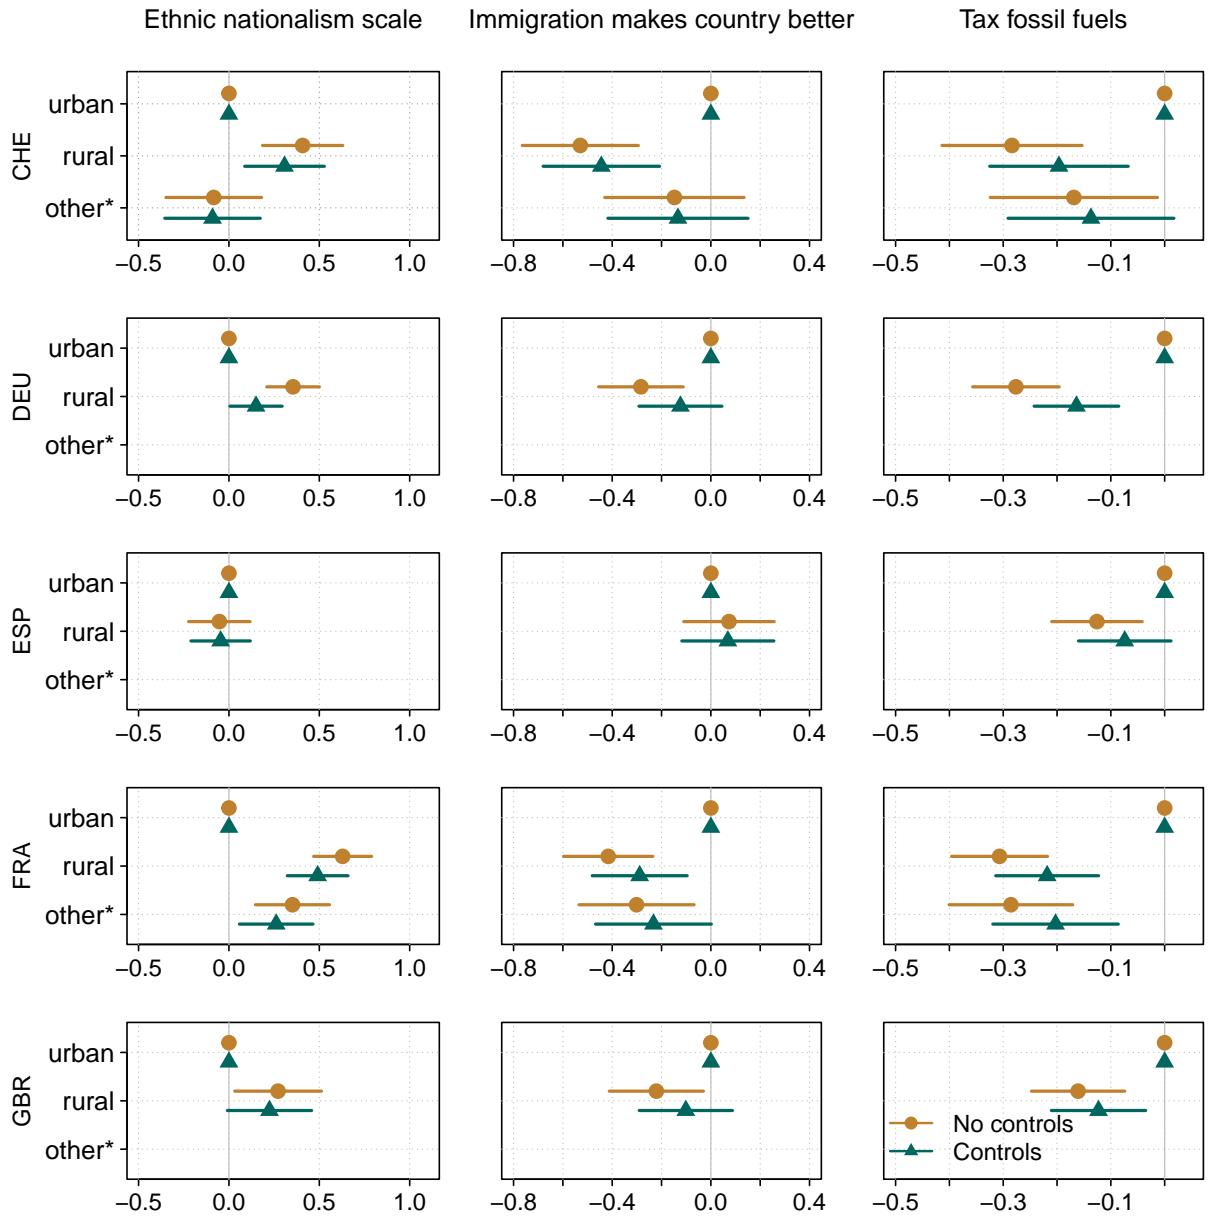 Ethnic nationalism scale Immigration makes country better Tax fossil fuels
CHE
urban
rural
other*
−0.5 0.0 0.5 1.0 −0.8 −0.4 0.0 0.4 −0.5 −0.3 −0.1
DEU
urban
rural
other*
−0.5 0.0 0.5 1.0 −0.8 −0.4 0.0 0.4 −0.5 −0.3 −0.1
ESP
urban
rural
other*
−0.5 0.0 0.5 1.0 −0.8 −0.4 0.0 0.4 −0.5 −0.3 −0.1
FRA
urban
rural
other*
−0.5 0.0 0.5 1.0 −0.8 −0.4 0.0 0.4 −0.5 −0.3 −0.1
GBR
urban
rural
other*
No controls
Controls
−0.5 0.0 0.5 1.0 −0.8 −0.4 0.0 0.4 −0.5 −0.3 −0.1